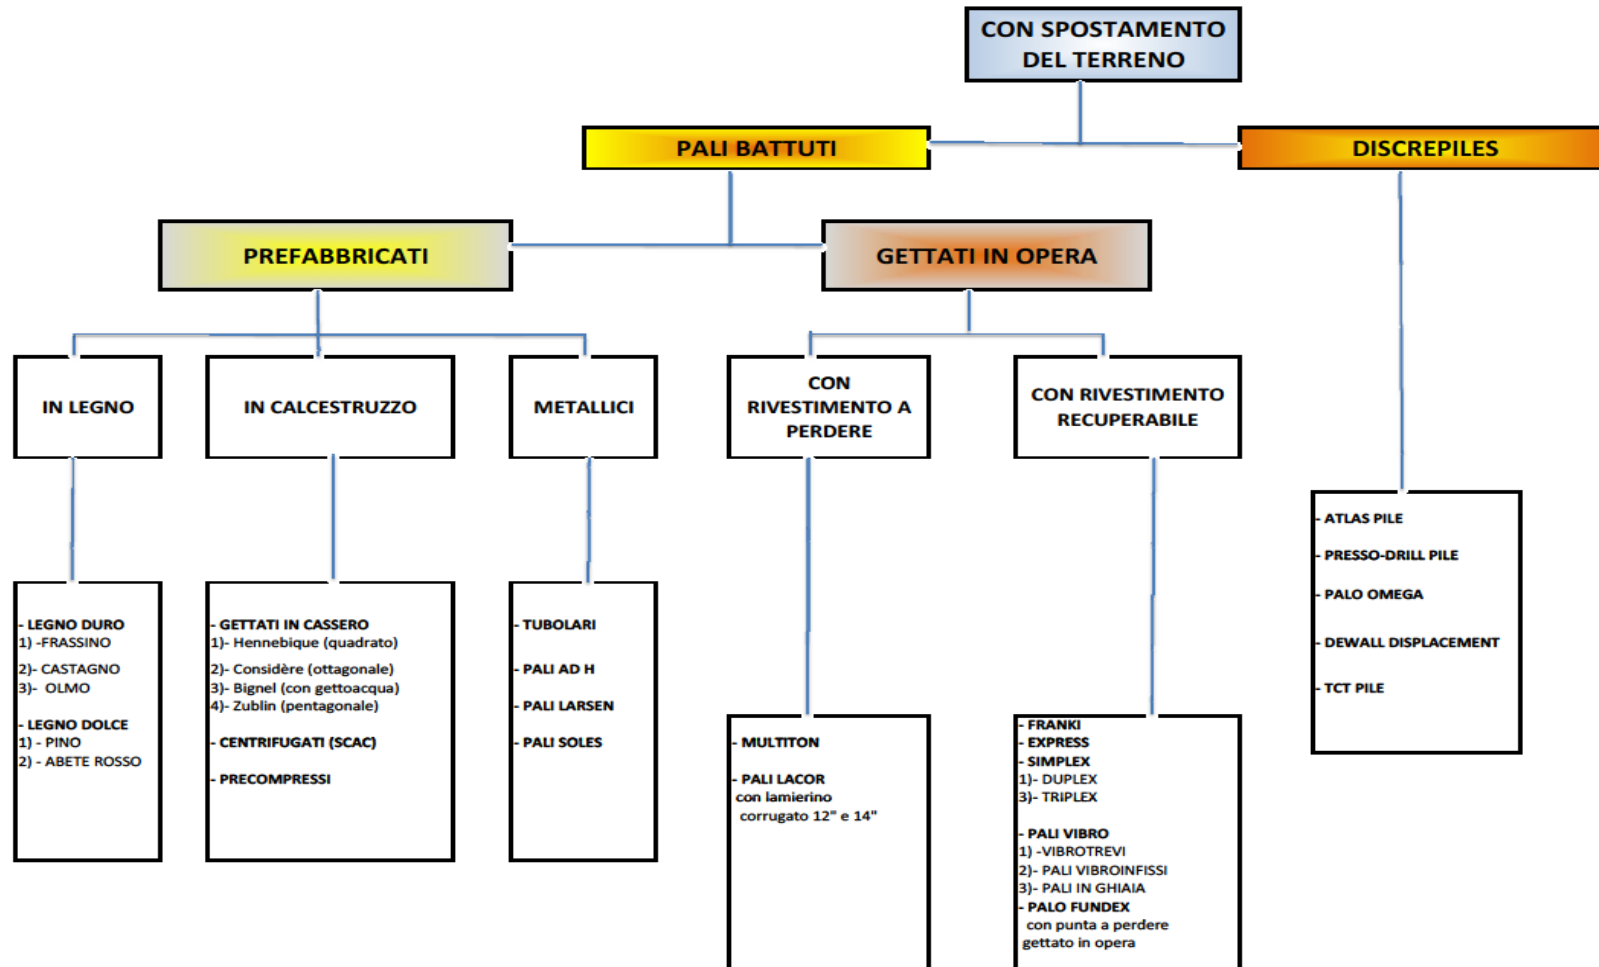 CON SPOSTAMENTO
DEL TERRENO
PALI BATTUTI
DISCREPILES
PREFABBRICATI
GETTATI IN OPERA
IN LEGNO
IN CALCESTRUZZO
METALLICI
CON
RIVESTIMENTO A
PERDERE
CON RIVESTIMENTO
RECUPERABILE
- LEGNO DURO
1) -FRASSINO
2)- CASTAGNO
3)- OLMO
- LEGNO DOLCE
1) - PINO
2) - ABETE ROSSO
- GETTATI IN CASSERO
1)- Hennebique (quadrato)
2)- Considère (ottagonale)
3)- Bignel (con gettoacqua)
4)- Zublin (pentagonale)
- CENTRIFUGATI (SCAC)
- PRECOMPRESSI
- TUBOLARI
- PALI AD H
- PALI LARSEN
- PALI SOLES
- MULTITON
- PALI LACOR
con lamierino
corrugato 12" e 14"
- FRANKI
- EXPRESS
- SIMPLEX
1)- DUPLEX
3)- TRIPLEX
- PALI VIBRO
1) -VIBROTREVI
2)- PALI VIBROINFISSI
3)- PALI IN GHIAIA
- PALO FUNDEX
con punta a perdere
gettato in opera
- ATLAS PILE
- PRESSO-DRILL PILE
- PALO OMEGA
- DEWALL DISPLACEMENT
- TCT PILE